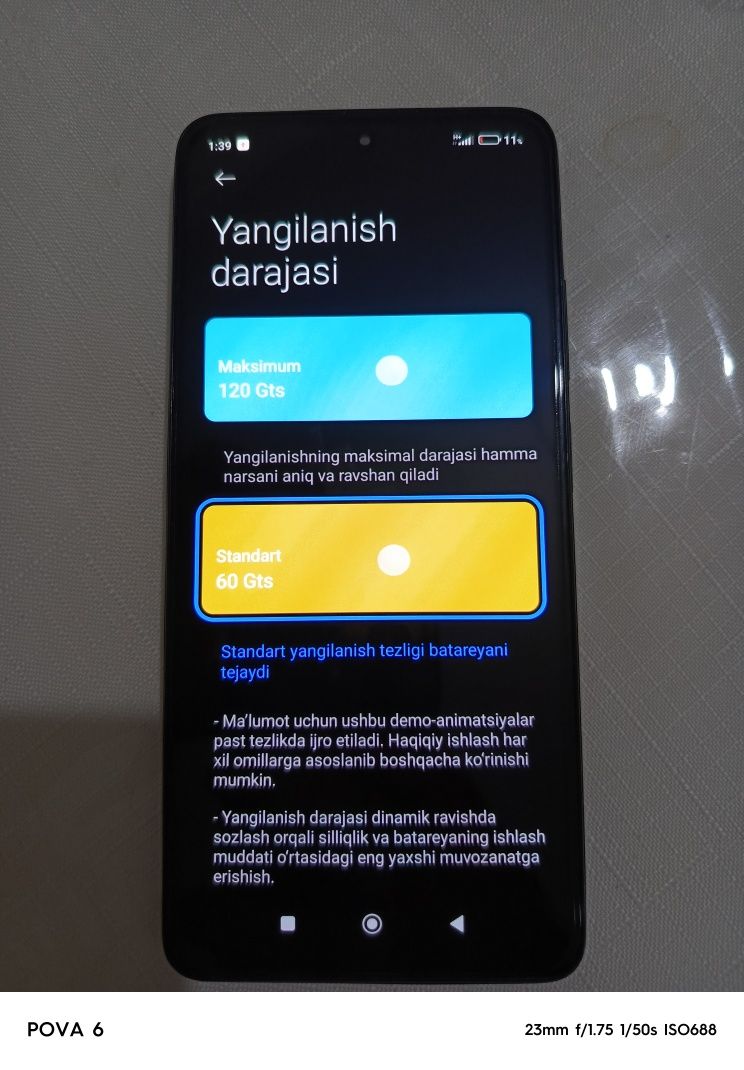 1:39
11%
Yangilanish
darajasi
Maksimum
120 Gts
Yangilanishning maksimal darajasi hamma
narsani aniq va ravshan qiladi
Standart
60 Gts
Standart yangilanish tezligi batareyani
tejaydi
- Ma’lumot uchun ushbu demo-animatsiyalar
past tezlikda ijro etiladi. Haqiqiy ishlash har
xil omillarga asoslanib boshqacha ko‘rinishi
mumkin.
- Yangilanish darajasi dinamik ravishda
sozlash orqali silliqlik va batareyaning ishlash
muddati o‘rtasidagi eng yaxshi muvozanatga
erishish.
POVA 6
23mm f/1.75 1/50s ISO688